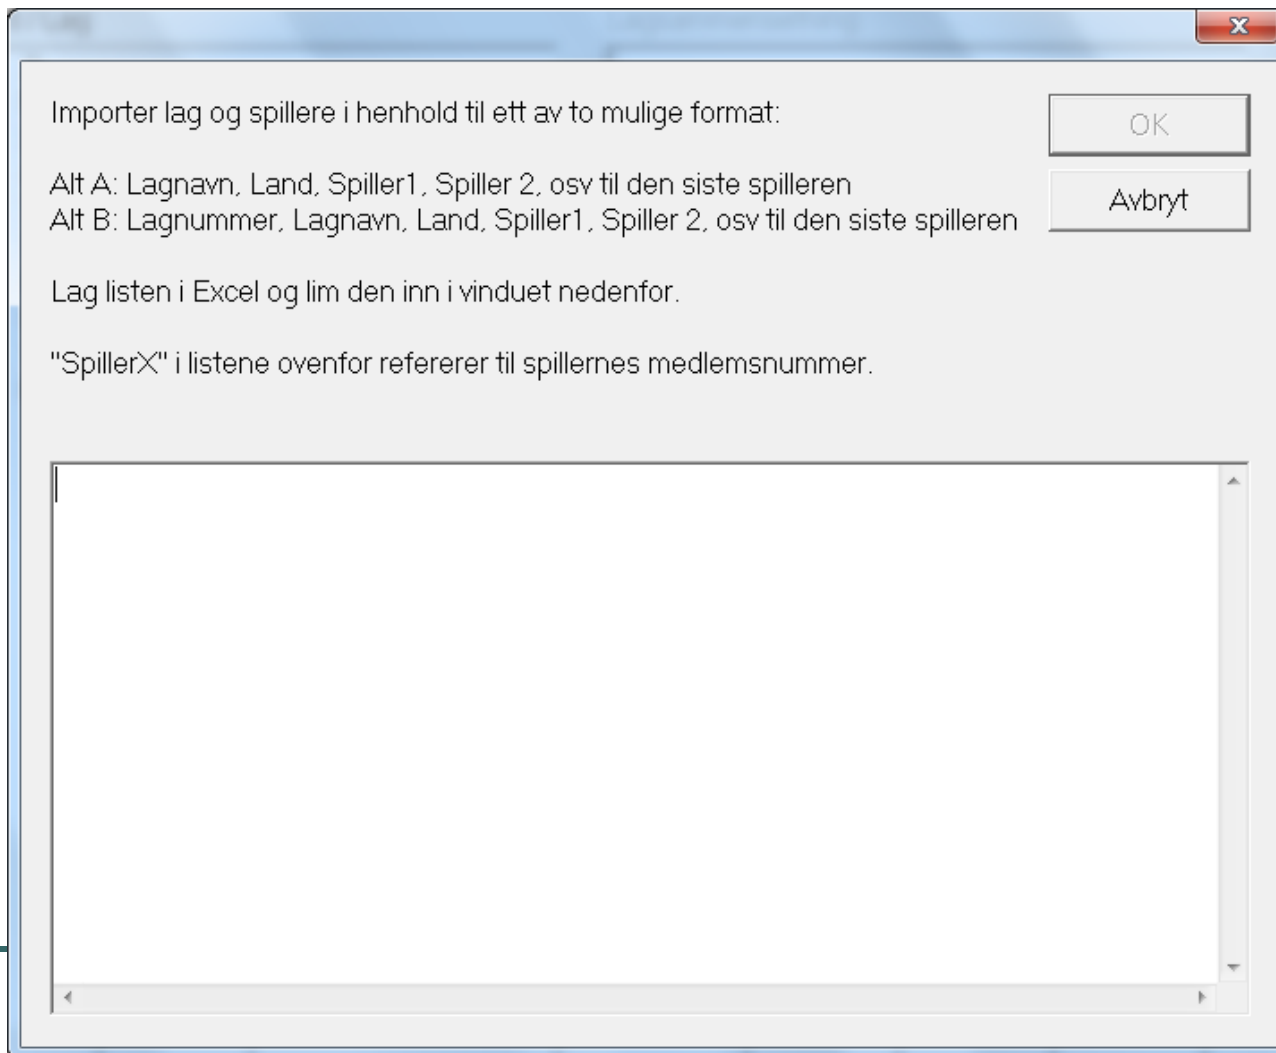 Importer lag og spillere i henhold til ett av to mulige format:
OK
Alt A: Lagnavn, Land, Spiller1, Spiller 2, osv til den siste spilleren
Alt B: Lagnummer, Lagnavn, Land, Spiller1, Spiller 2, osv til den siste spilleren
Avbryt
Lag listen i Excel og lim den inn i vinduet nedenfor.
"SpillerX" i listene ovenfor refererer til spillernes medlemsnummer.